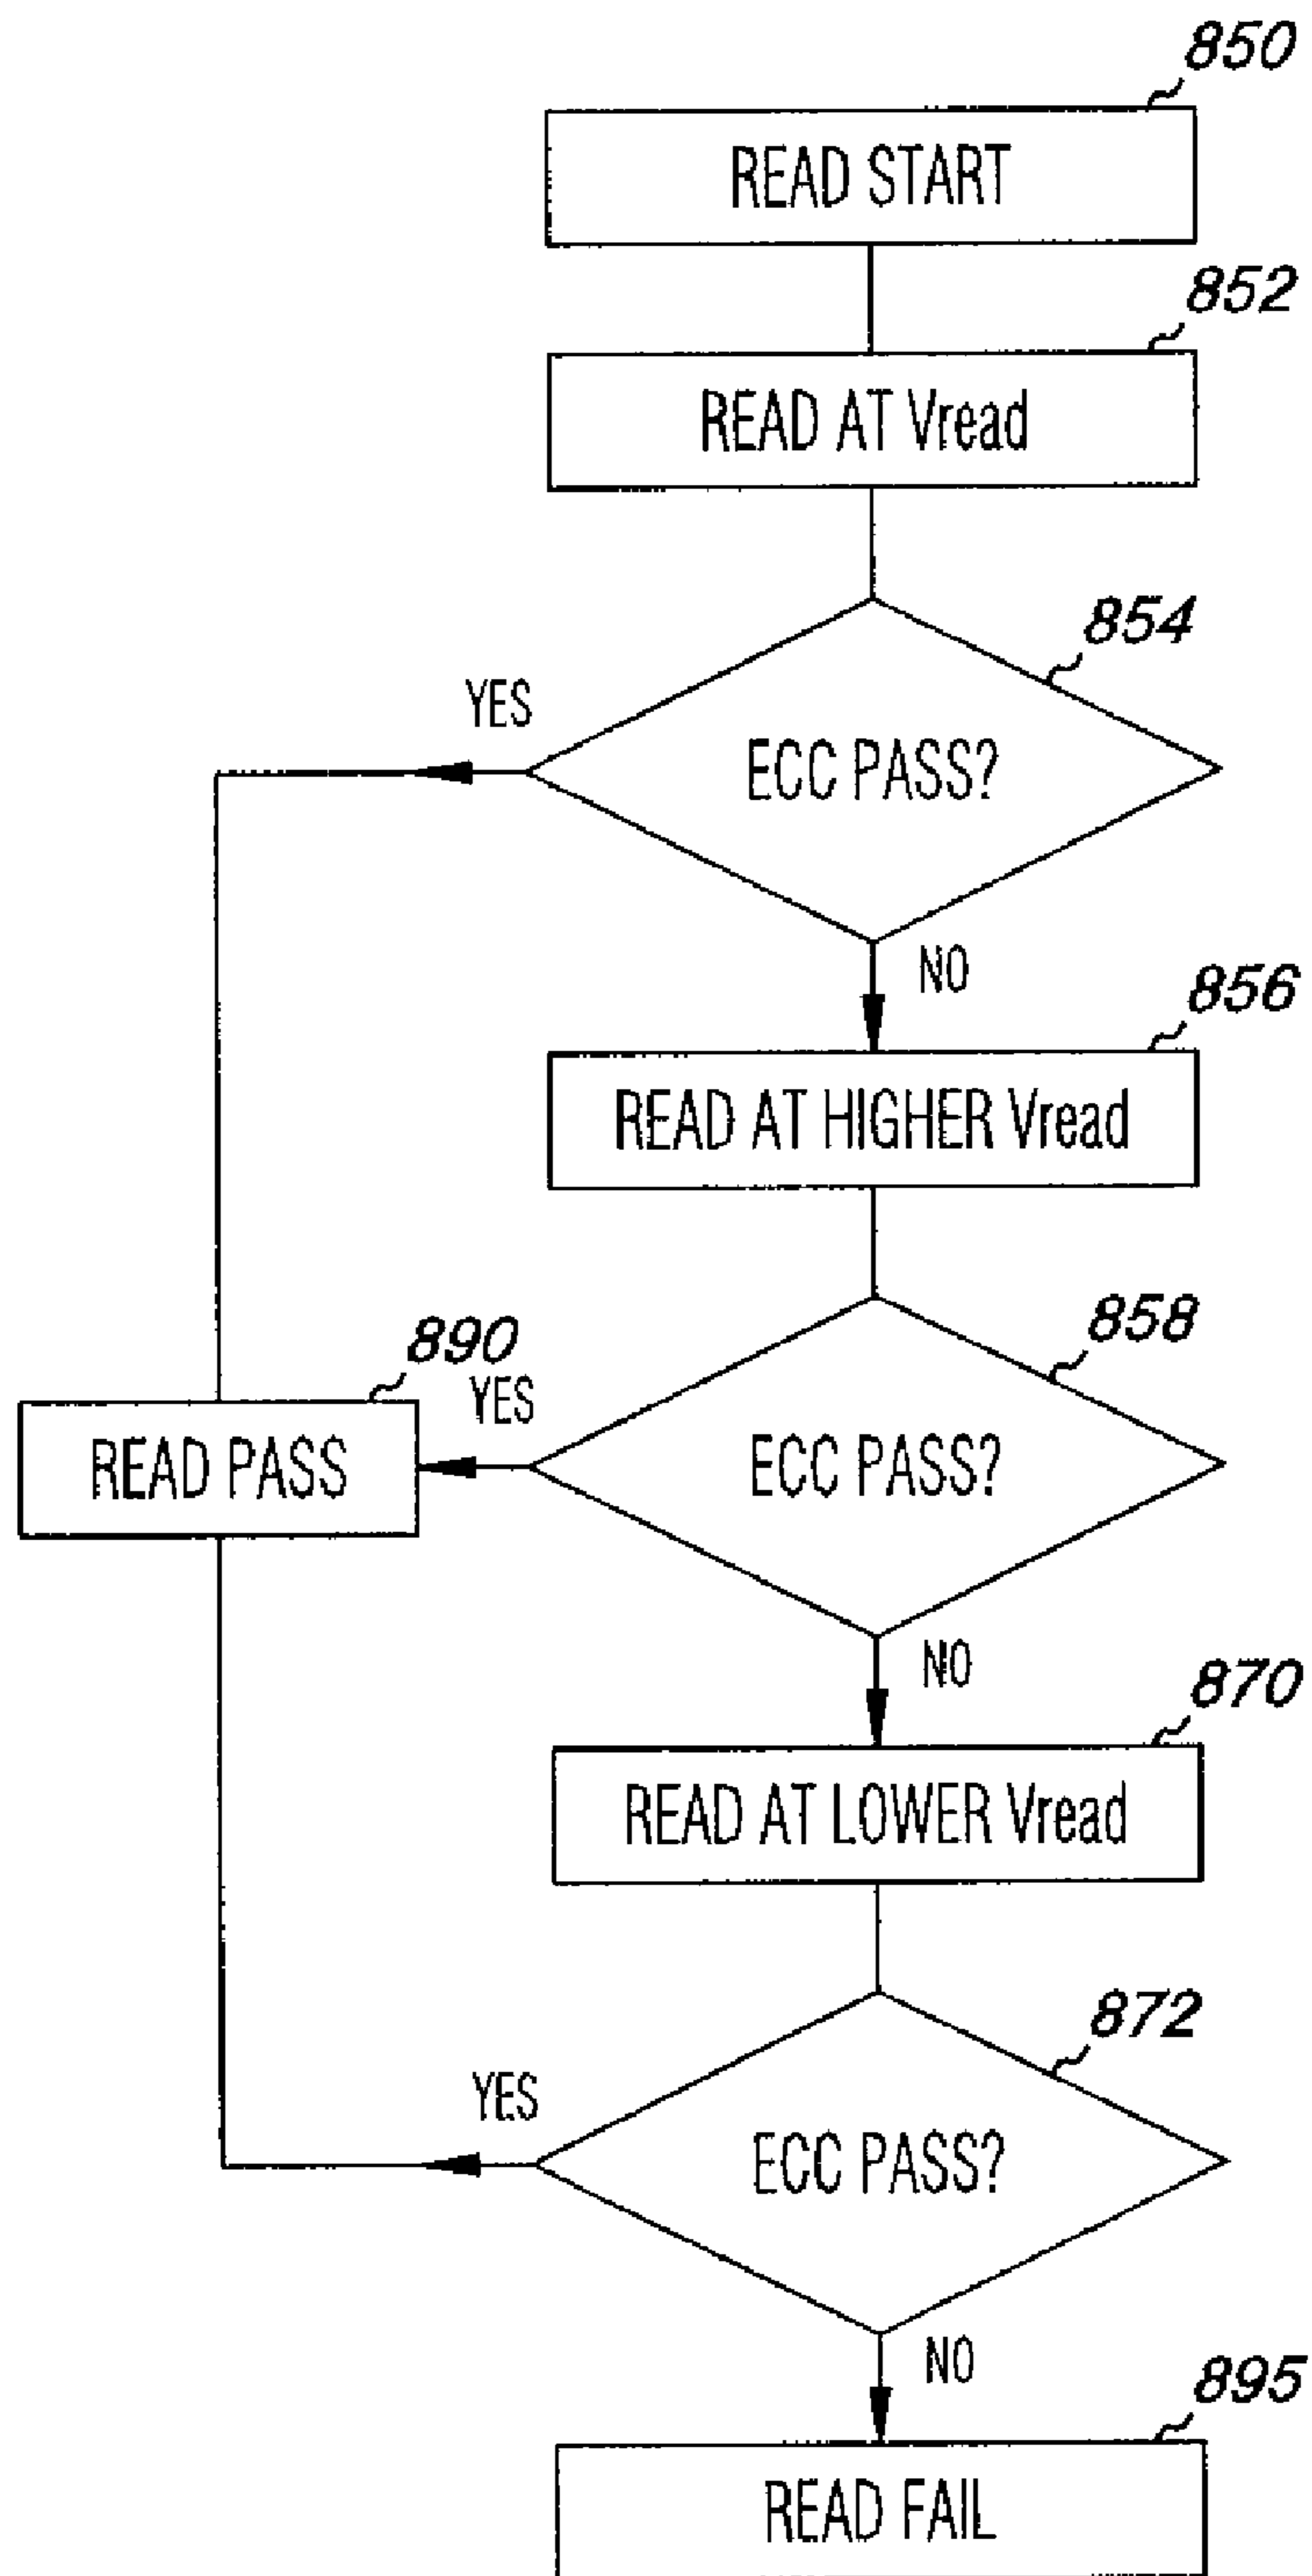 850
READ START
852
READ AT Vread
854
YES
ECC PASS?
NO
856
READ AT HIGHER Vread
858
890
YES
READ PASS
ECC PASS?
NO
870
READ AT LOWER Vread
872
YES
ECC PASS?
NO
895
READ FAIL